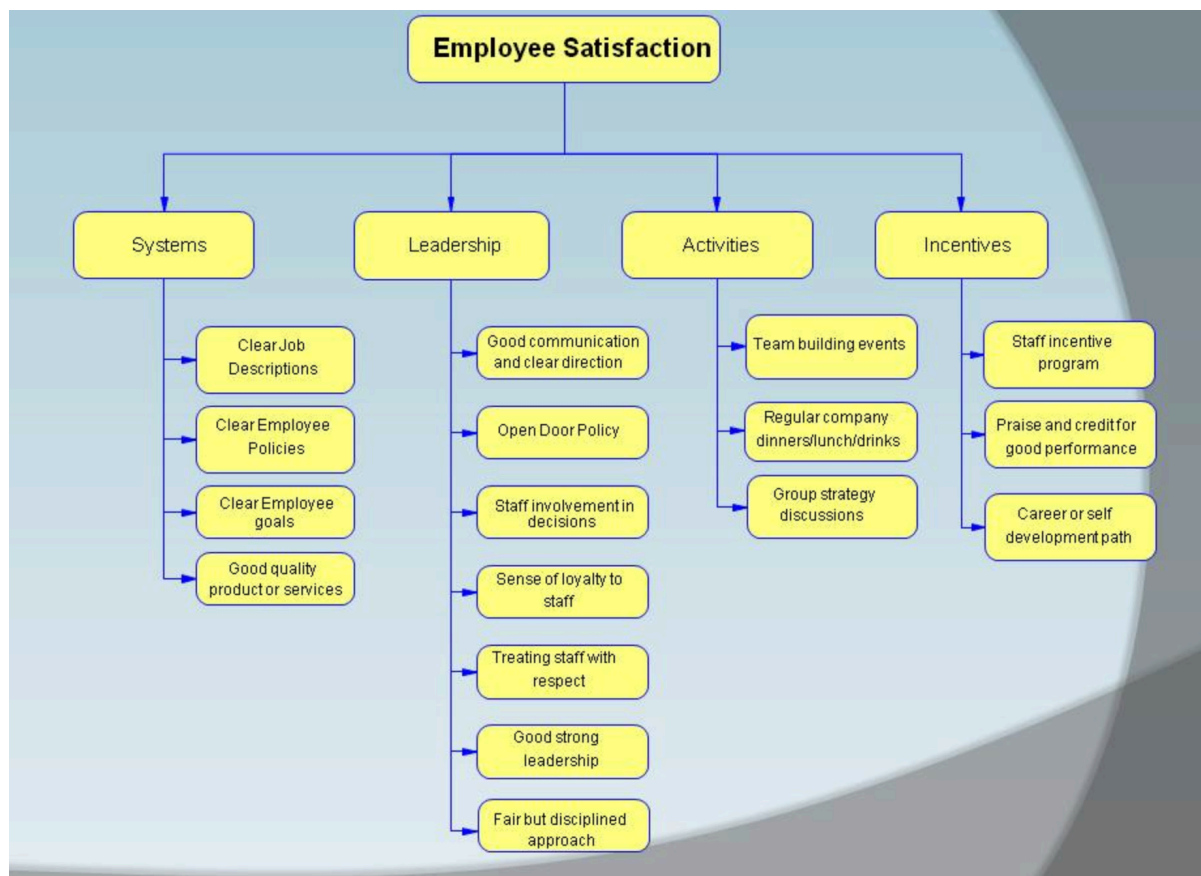 Employee Satisfaction
Systems
Leadership
Activities
Incentives
Clear Job
Descriptions
Clear Employee
Policies
Clear Employee
goals
Good quality
product or services
Good communication
and clear direction
Open Door Policy
Staff involvement in
decisions
Sense of loyalty to
staff
Treating staff with
respect
Good strong
leadership
Fair but disciplined
approach
Team building events
Regular company
dinners/lunch/drinks
Group strategy
discussions
Staff incentive
program
Praise and credit for
good performance
Career or self
development path